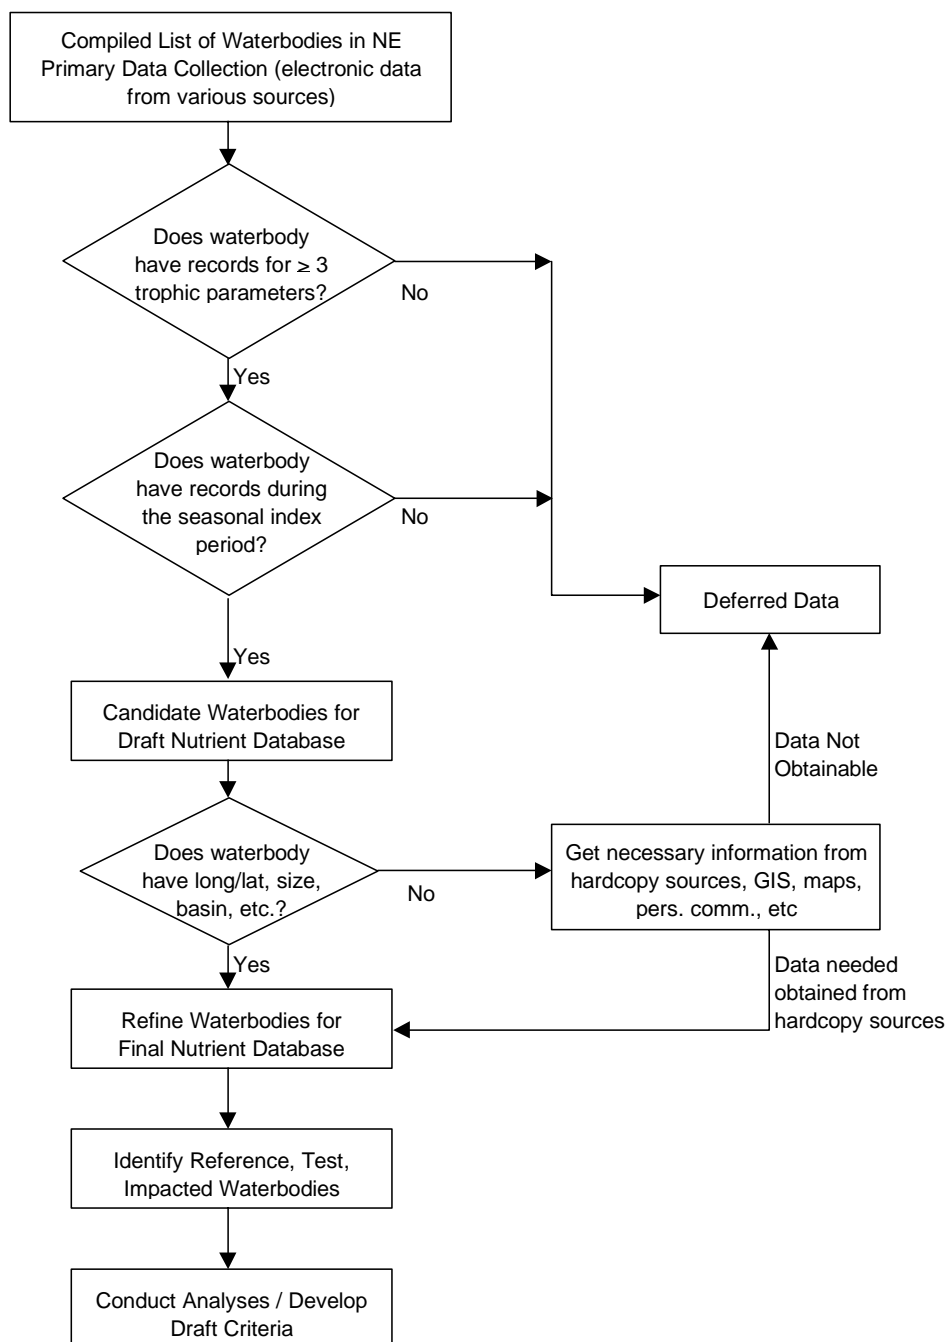 Compiled List of Waterbodies in NE
Primary Data Collection (electronic data
from various sources)
Does waterbody
have records for ≥ 3
trophic parameters?
No
Yes
Does waterbody
have records during
the seasonal index
period?
No
Deferred Data
Yes
Candidate Waterbodies for
Draft Nutrient Database
Data Not
Obtainable
Does waterbody
have long/lat, size,
basin, etc.?
No
Get necessary information from
hardcopy sources, GIS, maps,
pers. comm., etc
Yes
Data needed
obtained from
hardcopy sources
Refine Waterbodies for
Final Nutrient Database
Identify Reference, Test,
Impacted Waterbodies
Conduct Analyses / Develop
Draft Criteria